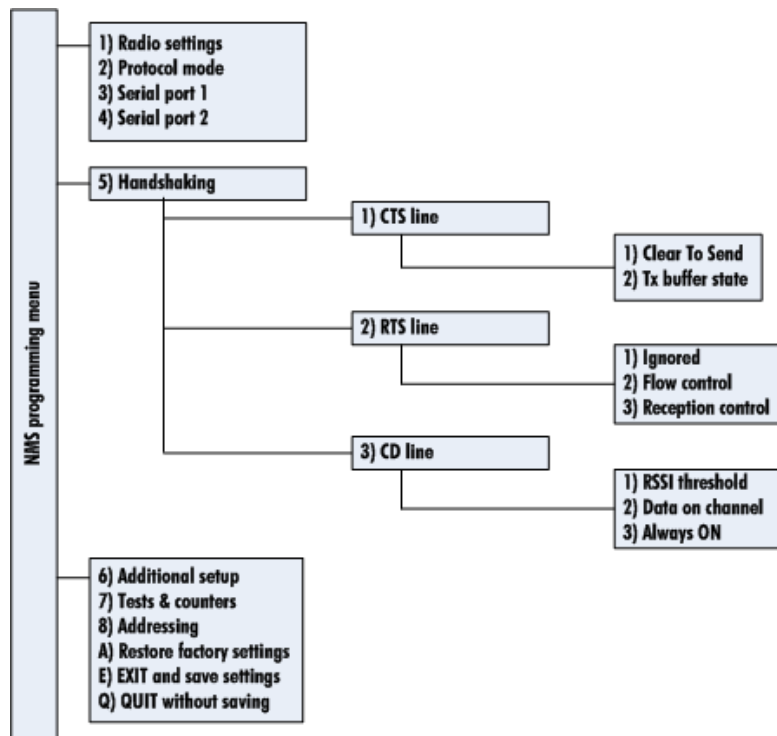 NMS programming menu
1) Radio settings
2) Protocol mode
3) Serial port 1
4) Serial port 2
5) Handshaking
1) CTS line
1) Clear To Send
2) Tx buffer state
2) RTS line
1) Ignored
2) Flow control
3) Reception control
3) CD line
1) RSSI threshold
2) Data on channel
3) Always ON
6) Additional setup
7) Tests & counters
8) Addressing
A) Restore factory settings
E) EXIT and save settings
Q) QUIT without saving